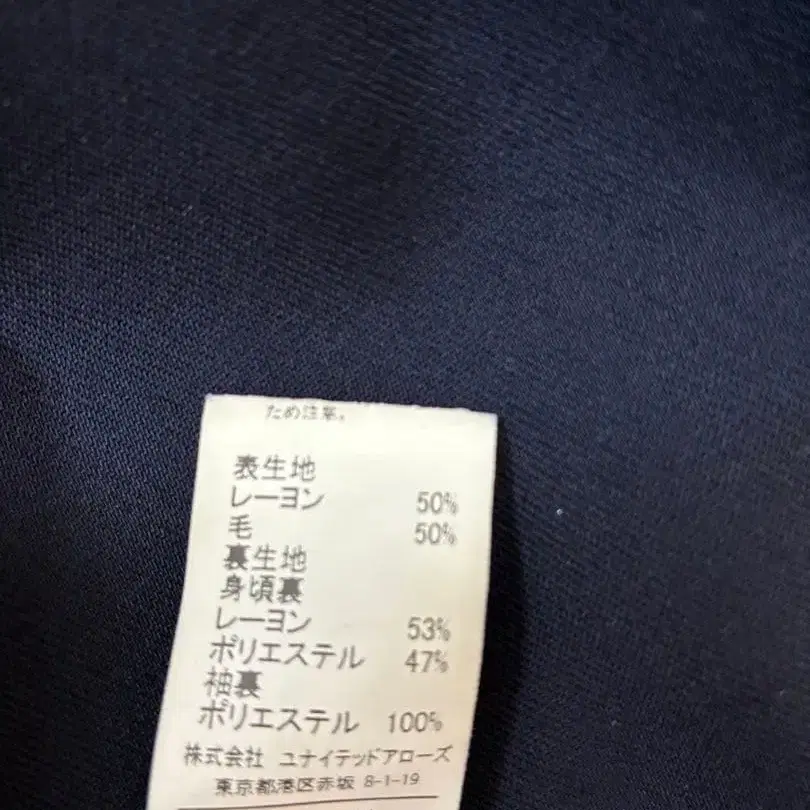 ため注意。
表生地
レーヨン 50%
毛 50%
裏生地
身頃裏
レーヨン 53%
ポリエステル 47%
袖裏
ポリエステル 100%
株式会社 ユナイテッドアローズ
東京都港区赤坂 8-1-19